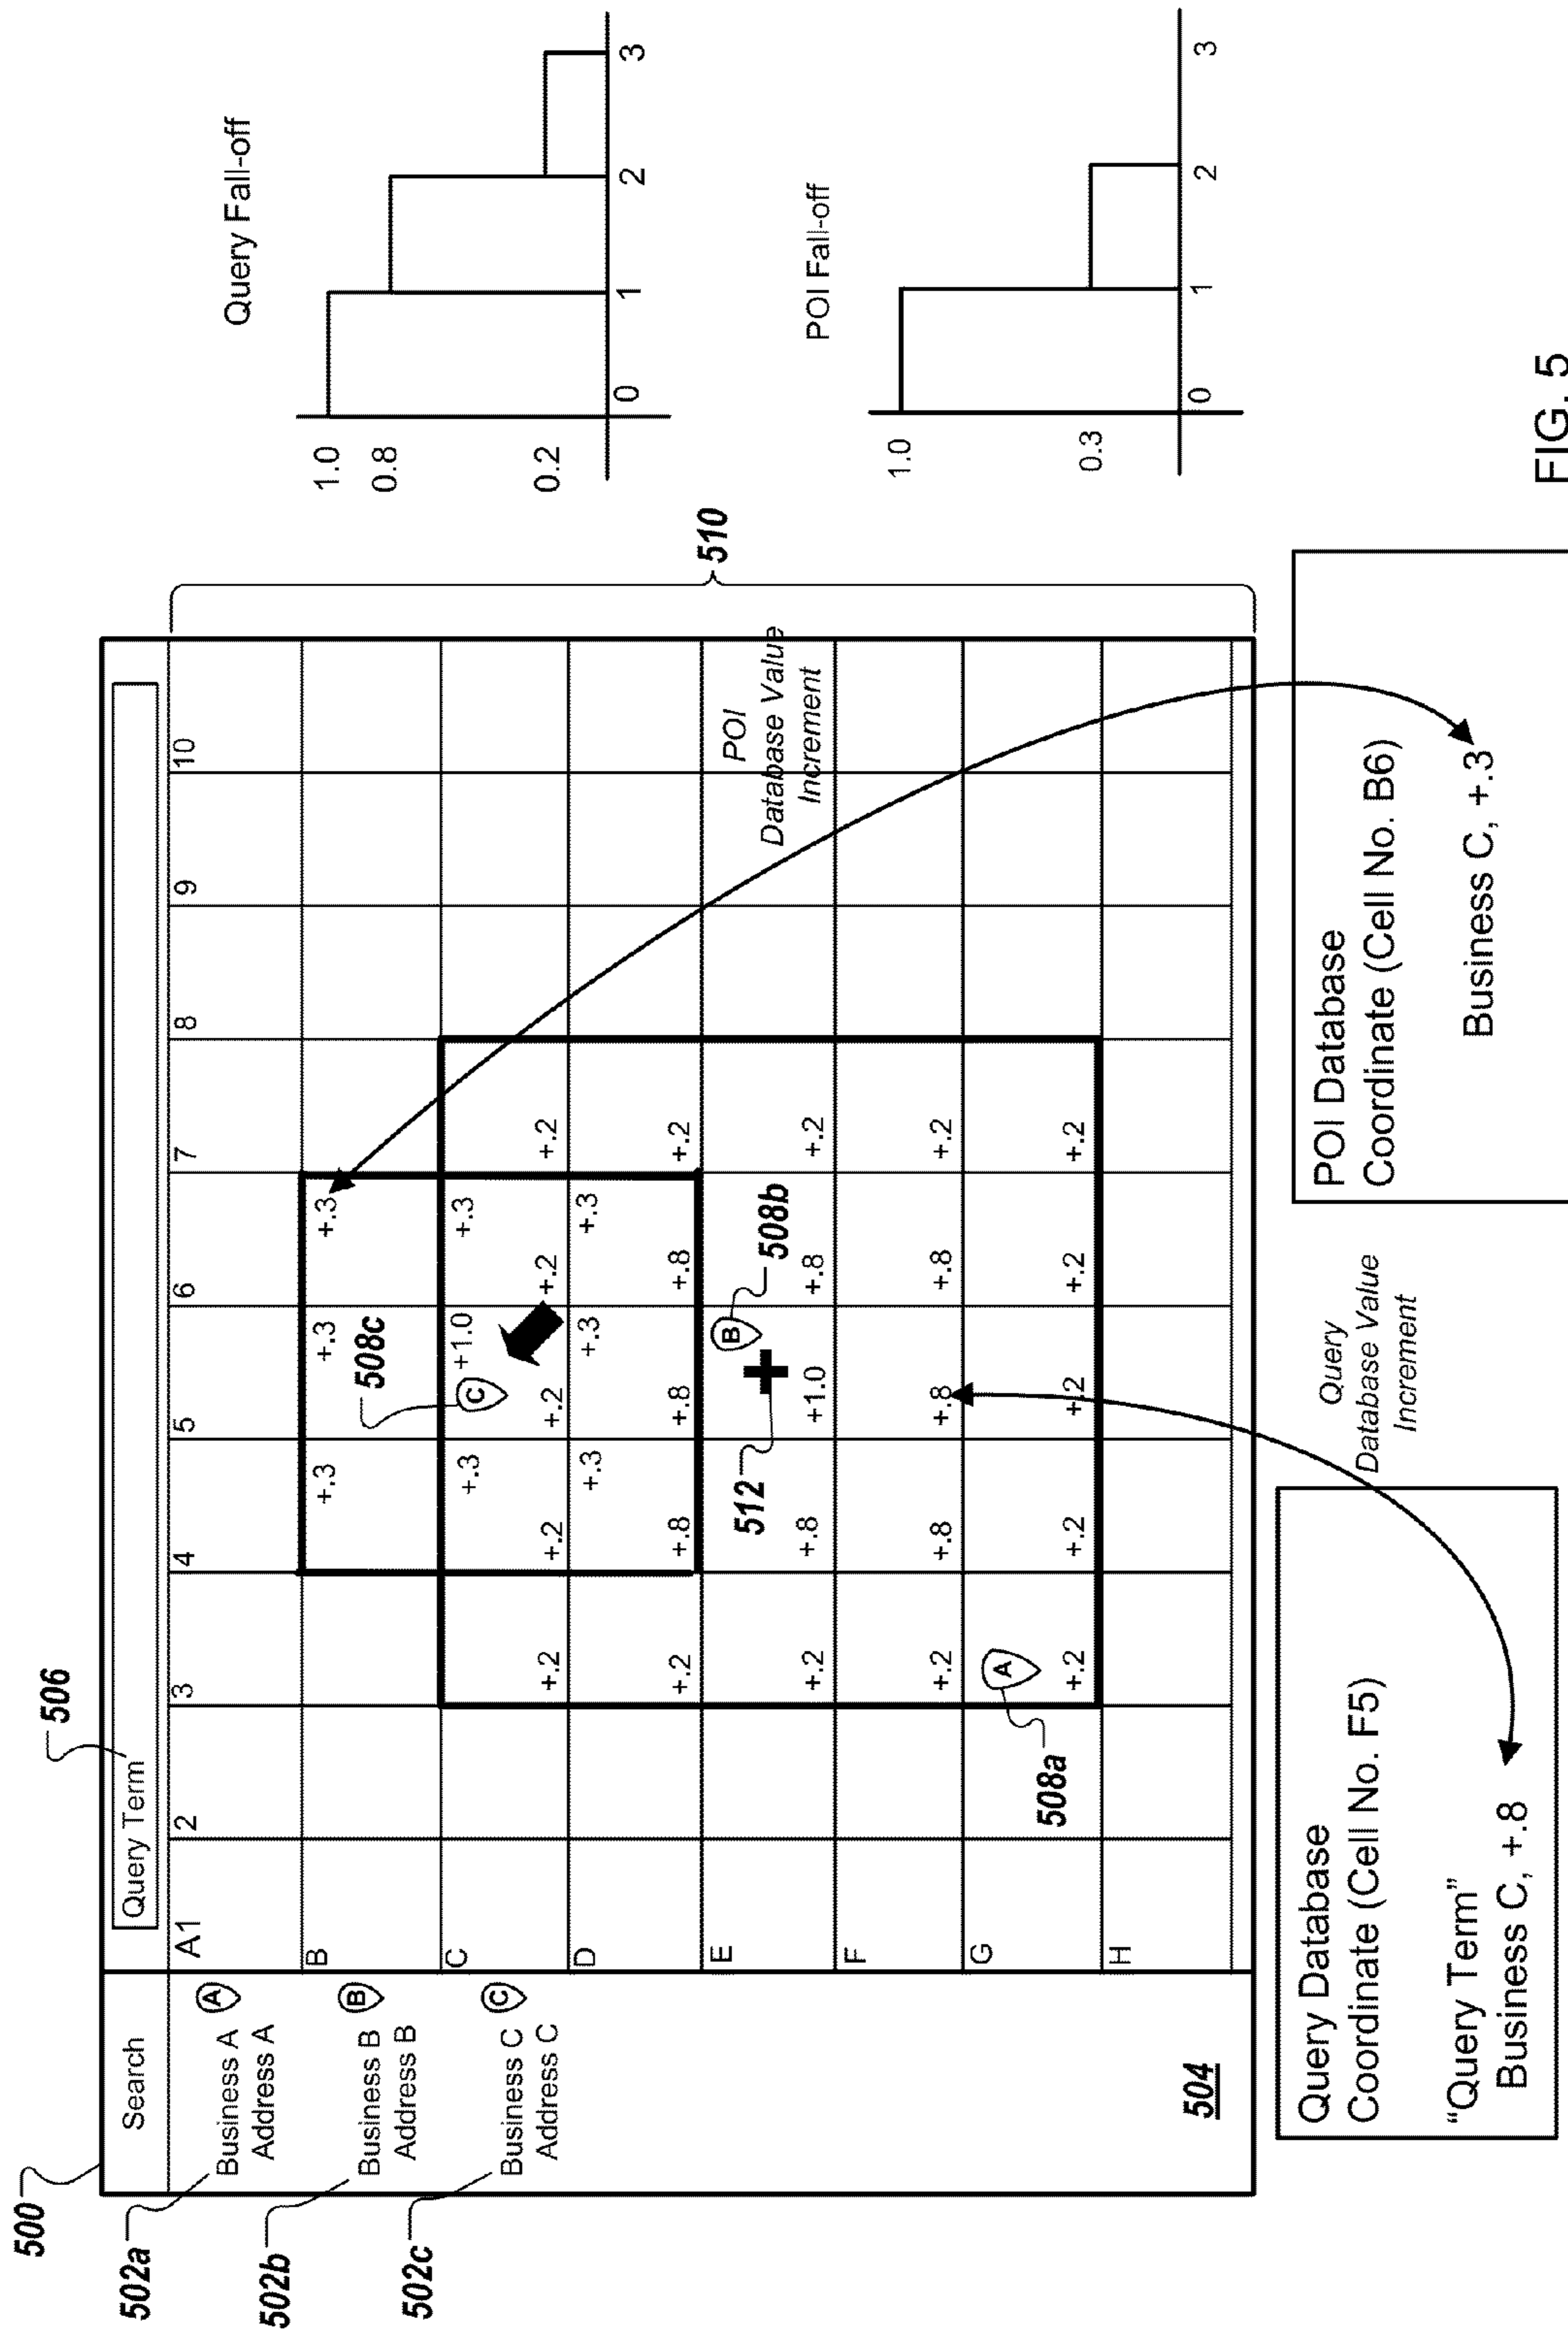 500
506
Search
Query Term
502a
Business A
Address A
A
502b
Business B
Address B
B
502c
Business C
Address C
C
504
A1 2 3 4 5 6 7 8 9 10
B
+.3 +.3 +.3
508c
C
+.3 +1.0 +.3
C
+.2 +.2 +.2 +.2 +.2
D
+.3 +.3 +.3
+.2 +.8 +.8 +.8 +.2
E
B
508b
512
+.2 +.8 +1.0 +.8 +.2
F
+.2 +.8 +.8 +.8 +.2
G
A
508a
+.2 +.2 +.2 +.2 +.2
H
POI
Database Value
Increment
510
Query Fall-off
1.0
0.8
0.2
0 1 2 3
POI Fall-off
1.0
0.3
0 1 2 3
Query Database
Coordinate (Cell No. F5)
“Query Term”
Business C, +.8
Query
Database Value
Increment
POI Database
Coordinate (Cell No. B6)
Business C, +.3
FIG. 5